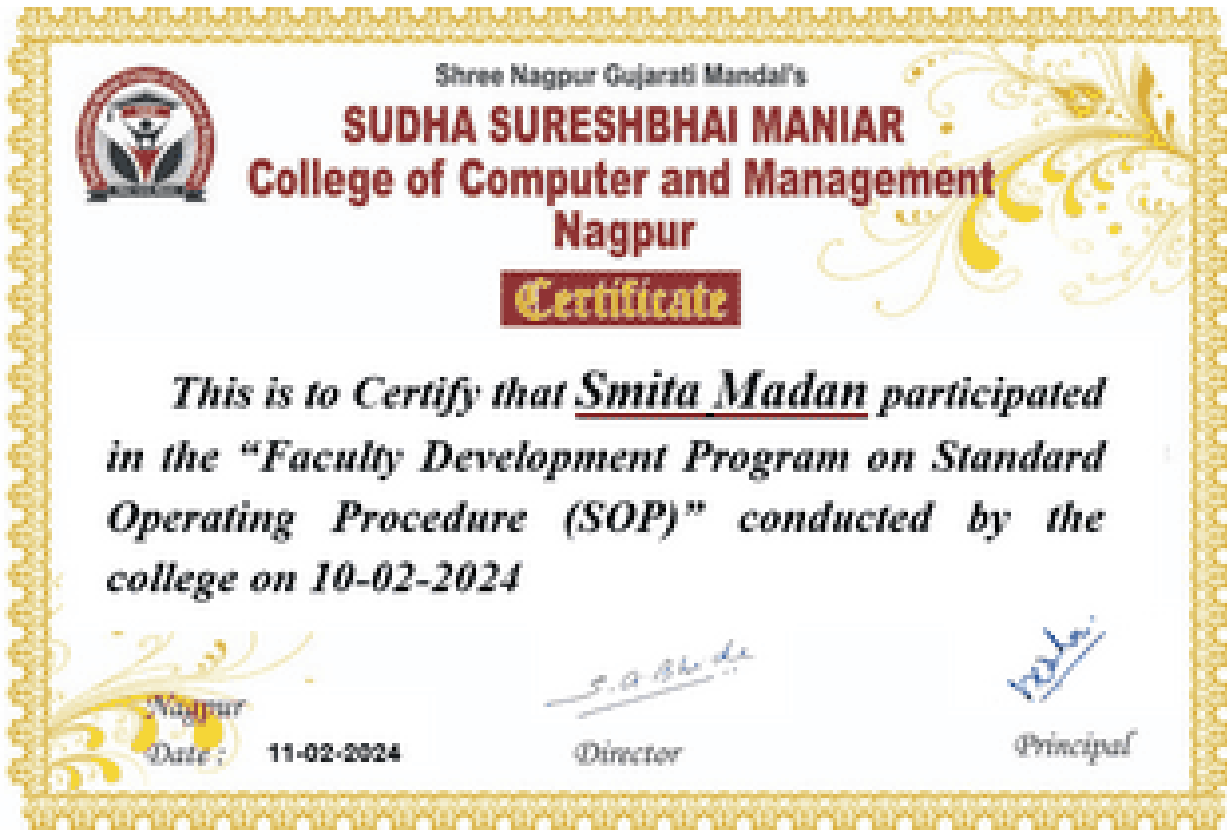 Shree Nagpur Gujarati Mandal's
SUDHA SURESHBHAI MANIAR
College of Computer and Management
Nagpur
Certificate
This is to Certify that Smita Madan participated
in the “Faculty Development Program on Standard
Operating Procedure (SOP)” conducted by the
college on 10-02-2024
Nagpur
Date : 11-02-2024
Director
Principal